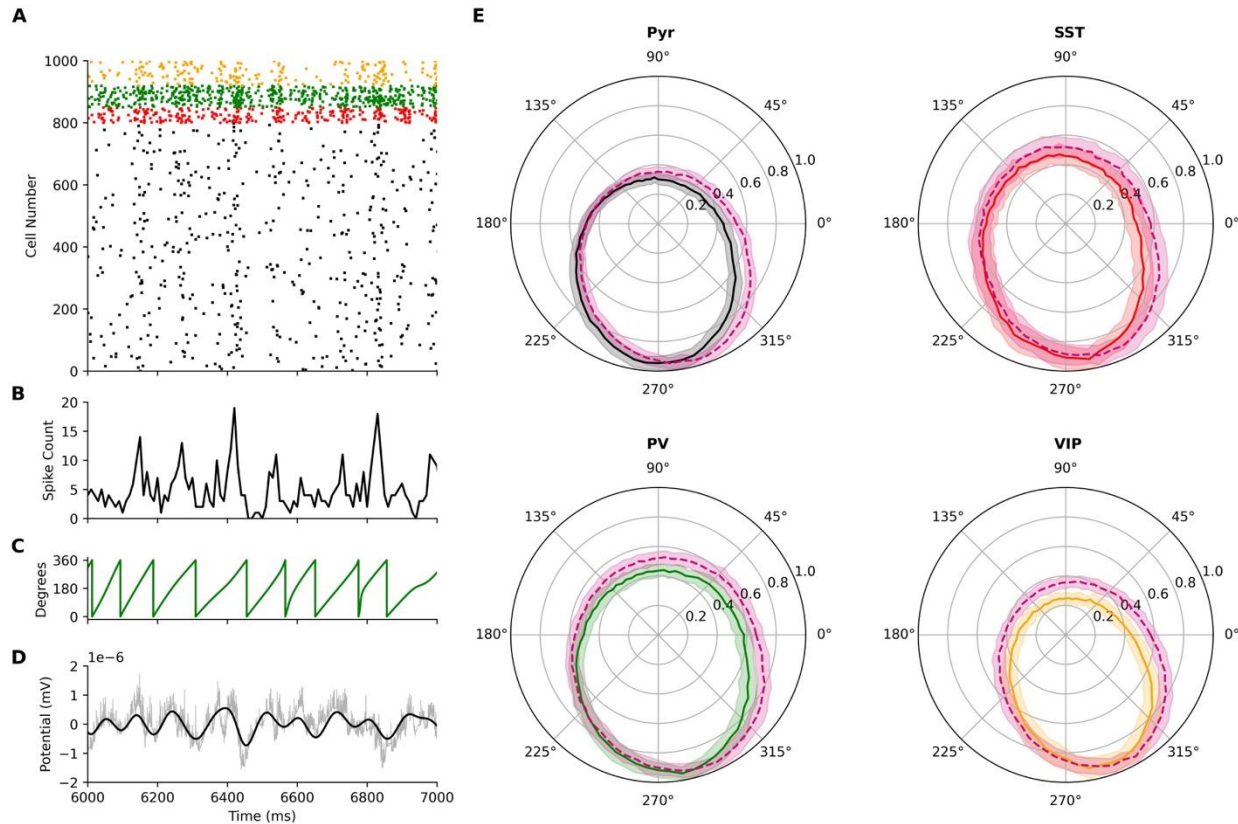 A
1000
800
600
400
200
0
Cell Number
B
20
15
10
5
0
Spike Count
C
360
180
0
Degrees
D
1e−6
2
1
0
−1
−2
Potential (mV)
6000 6200 6400 6600 6800 7000
Time (ms)
E
Pyr
90°
135° 45°
180° 0°
225° 315°
270°
0.2 0.4 0.6 0.8 1.0
SST
90°
135° 45°
180° 0°
225° 315°
270°
0.2 0.4 0.6 0.8 1.0
PV
90°
135° 45°
180° 0°
225° 315°
270°
0.2 0.4 0.6 0.8 1.0
VIP
90°
135° 45°
180° 0°
225° 315°
270°
0.2 0.4 0.6 0.8 1.0